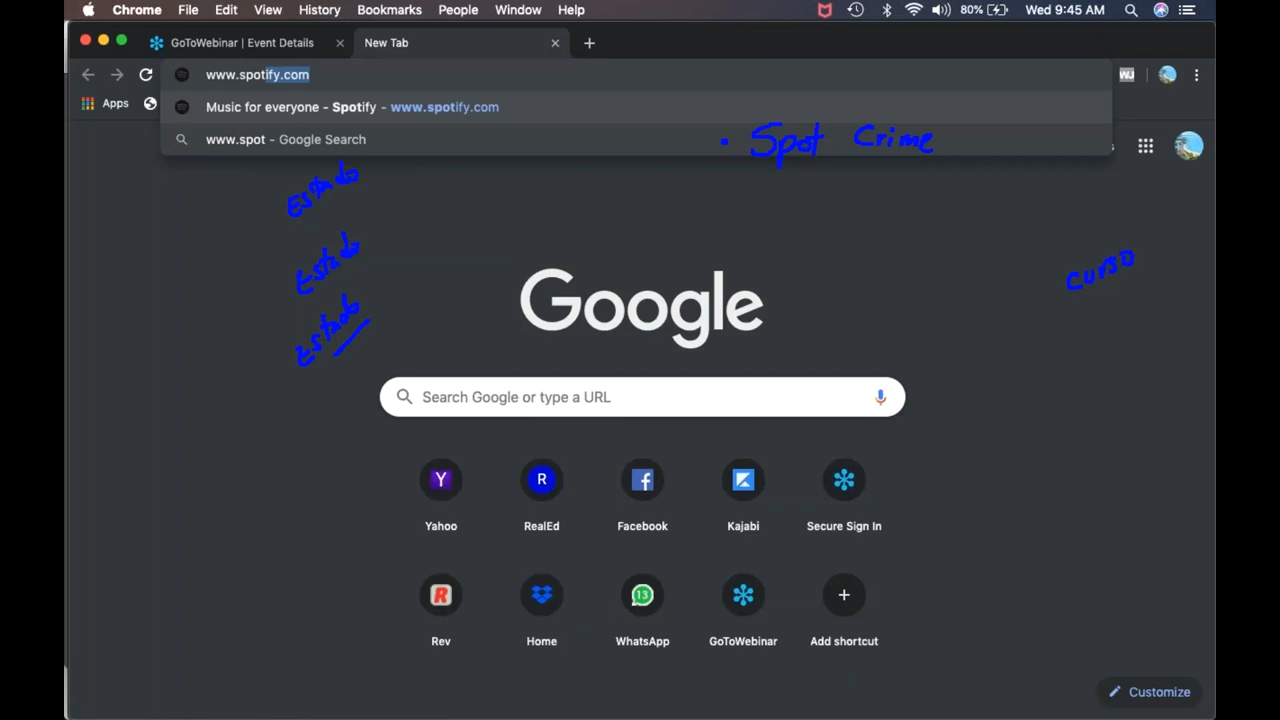 Chrome File Edit View History Bookmarks People Window Help 80% Wed 9:45 AM
GoToWebinar | Event Details New Tab
www.spotify.com WJ
Apps Music for everyone - Spotify - www.spotify.com
www.spot - Google Search
• Spot Crime
Estado
Estado
curso
Estado
Google
Search Google or type a URL
Y R f
Yahoo RealEd Facebook Kajabi Secure Sign In
R 13
Rev Home WhatsApp GoToWebinar Add shortcut
Customize